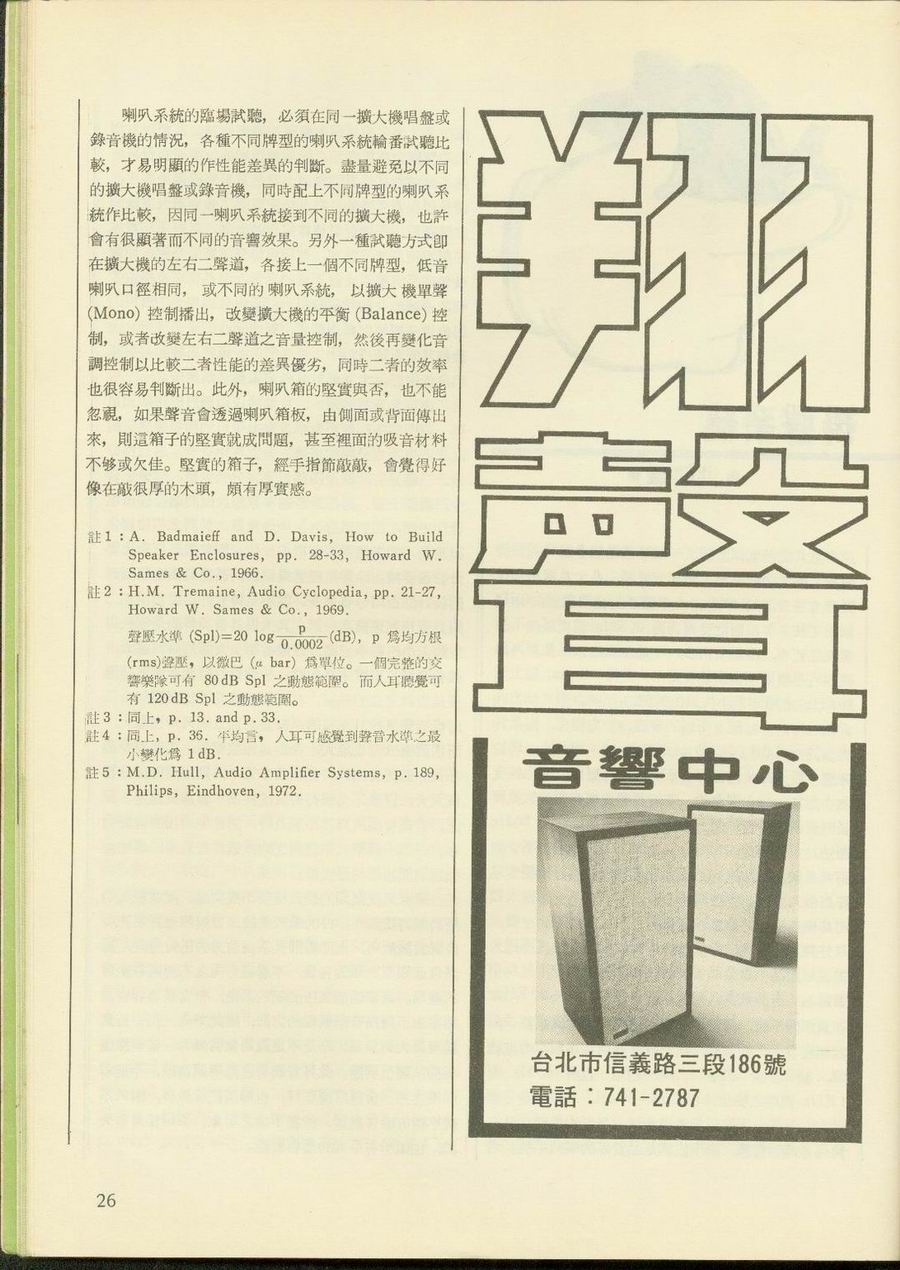 喇叭系統的臨場試聽，必須在同一擴大機唱盤或
錄音機的情況，各種不同牌型的喇叭系統輪番試聽比
較，才易明顯的作性能差異的判斷。盡量避免以不同
的擴大機唱盤或錄音機，同時配上不同牌型的喇叭系
統作比較，因同一喇叭系統接到不同的擴大機，也許
會有很顯著而不同的音響效果。另外一種試聽方式卽
在擴大機的左右二聲道，各接上一個不同牌型，低音
喇叭口徑相同，或不同的喇叭系統，以擴大機單聲
(Mono) 控制播出，改變擴大機的平衡 (Balance) 控
制，或者改變左右二聲道之音量控制，然後再變化音
調控制以比較二者性能的差異優劣，同時二者的效率
也很容易判斷出。此外，喇叭箱的堅實與否，也不能
忽視，如果聲音會透過喇叭箱板，由側面或背面傳出
來，則這箱子的堅實就成問題，甚至裡面的吸音材料
不够或欠佳。堅實的箱子，經手指節敲敲，會覺得好
像在敲很厚的木頭，頗有厚實感。
註1：A. Badmaieff and D. Davis, How to Build
Speaker Enclosures, pp. 28-33, Howard W.
Sames & Co., 1966.
註2：H.M. Tremaine, Audio Cyclopedia, pp. 21-27,
Howard W. Sames & Co., 1969.
聲壓水準 (Spl)=20 log p/0.0002 (dB)，p 爲均方根
(rms)聲壓，以微巴 (μ bar) 爲單位。一個完整的交
響樂隊可有 80dB Spl 之動態範圍。而人耳聽覺可
有 120dB Spl 之動態範圍。
註3：同上，p. 13. and p. 33.
註4：同上，p. 36. 平均言，人耳可感覺到聲音水準之最
小變化爲 1dB.
註5：M.D. Hull, Audio Amplifier Systems, p. 189,
Philips, Eindhoven, 1972.
翔
聲
音響中心
台北市信義路三段186號
電話：741-2787
26